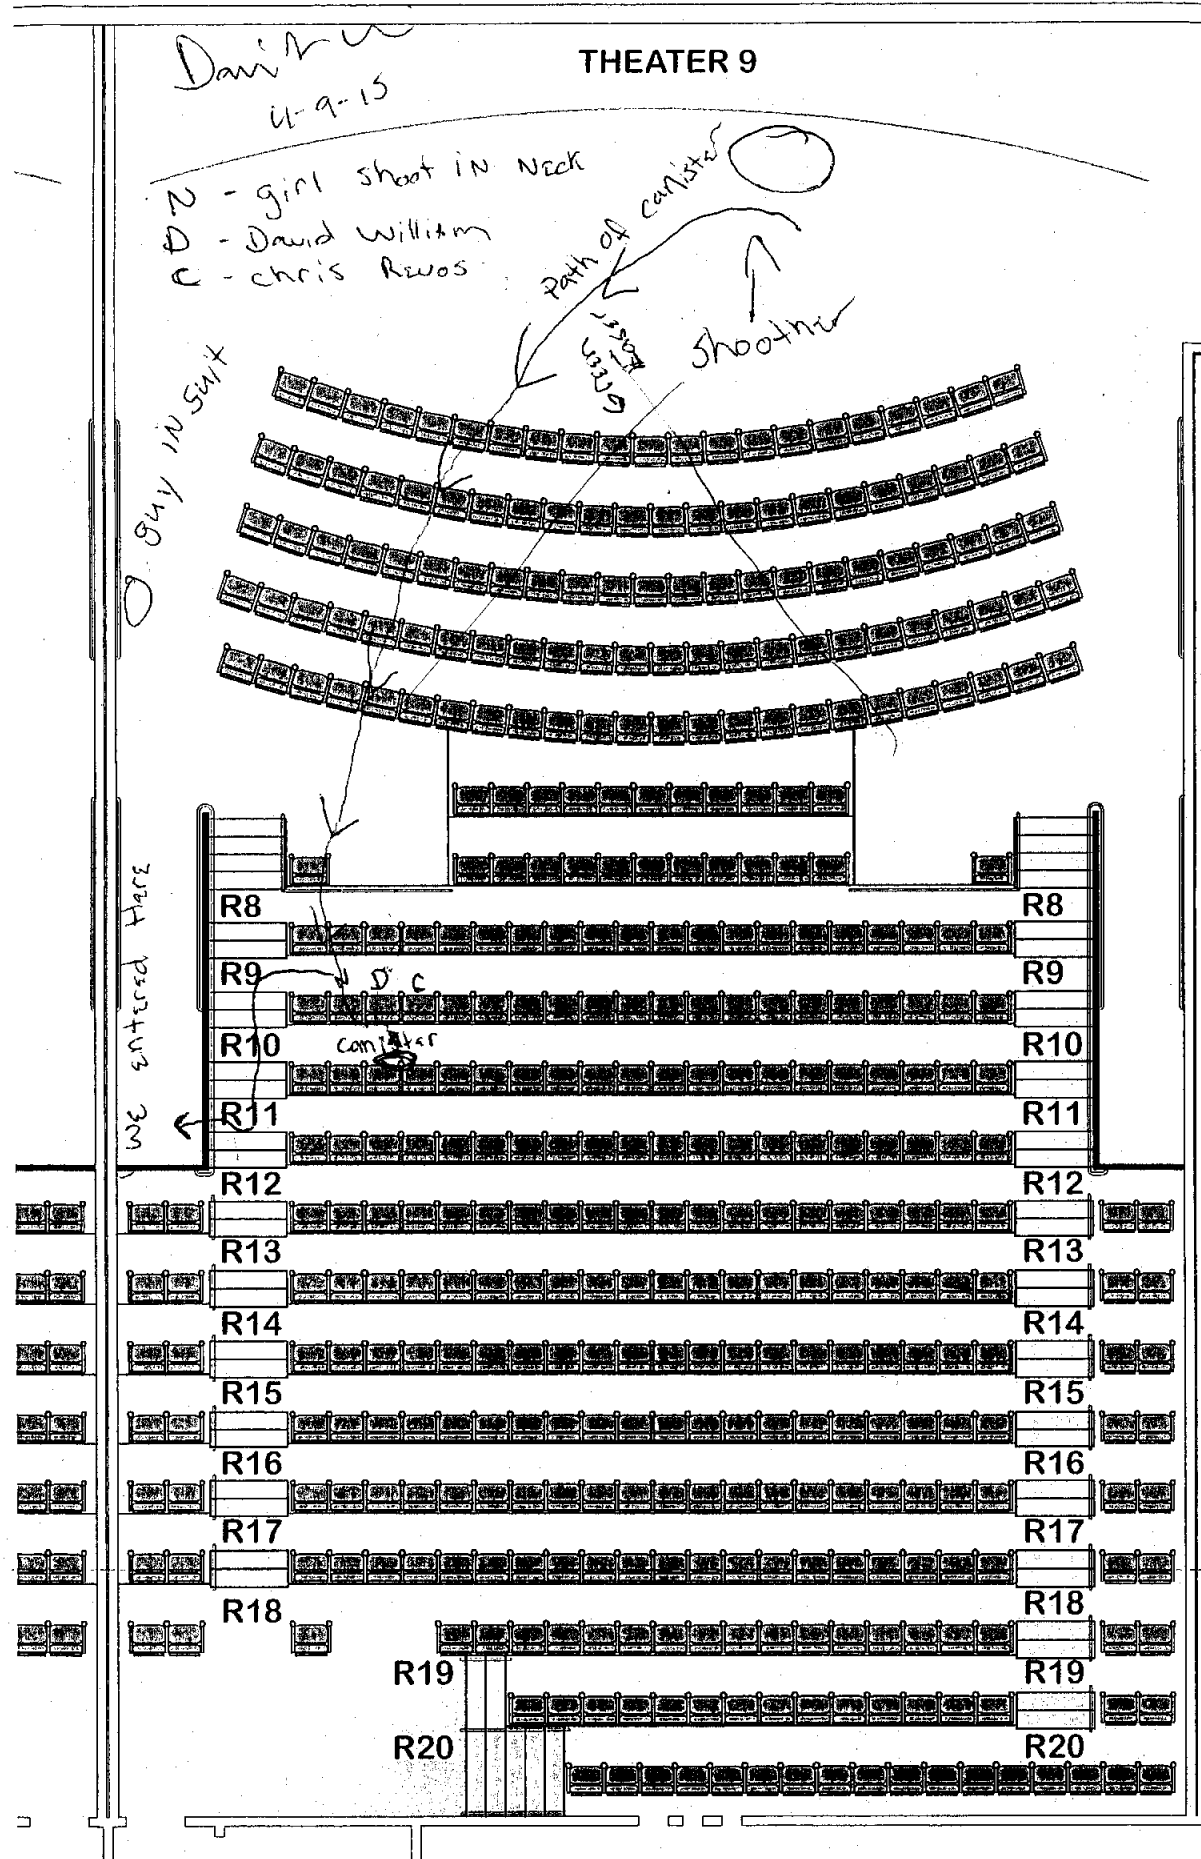 THEATER 9
4-9-15
N - girl shoot in Neck
D - David William
C - chris Revos
Path of canister
Shoother
Green
laser
O guy in suit
We entered Here
R8 R8
R9 R9
D C
R10 R10
canister
R11 R11
R12 R12
R13 R13
R14 R14
R15 R15
R16 R16
R17 R17
R18 R18
R19 R19
R20 R20